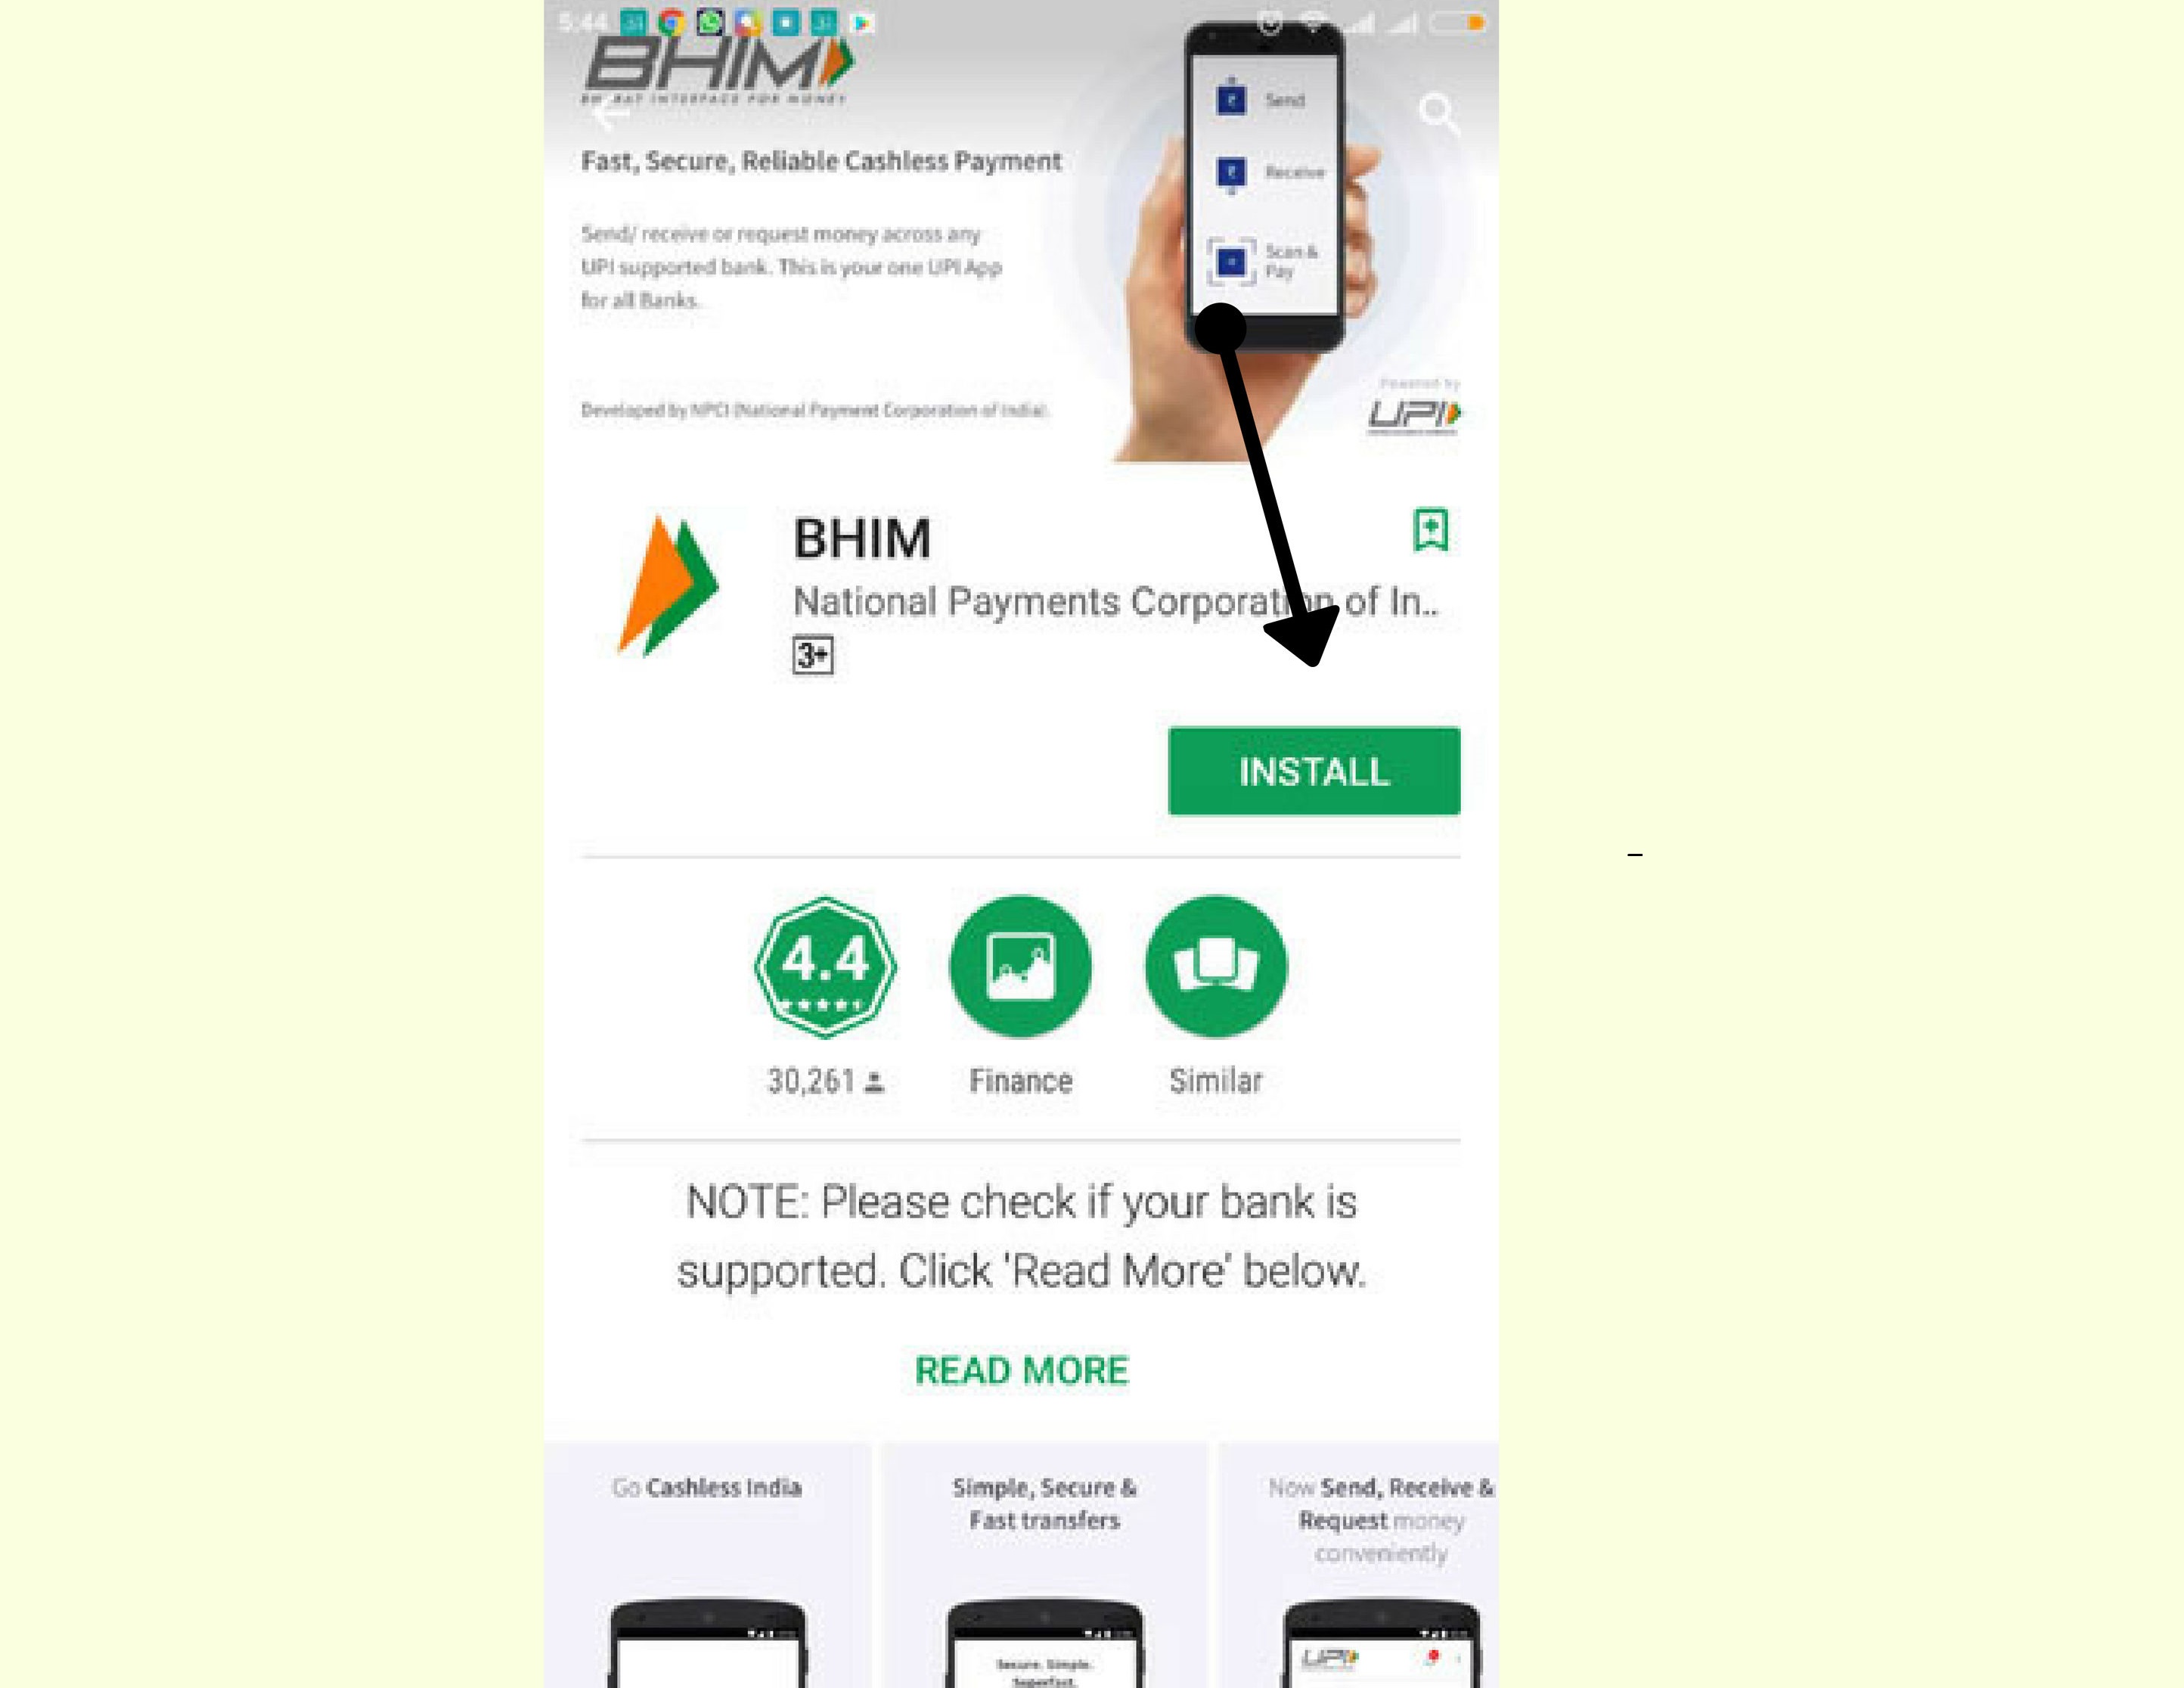 5:44
BHIM
BHARAT INTERFACE FOR MONEY
Fast, Secure, Reliable Cashless Payment
Send/ receive or request money across any
UPI supported bank. This is your one UPI App
for all Banks.
Developed by NPCI (National Payment Corporation of India).
Send
Receive
Scan &
Pay
Powered by
UPI
BHIM
National Payments Corporation of In..
3+
INSTALL
4.4
30,261
Finance
Similar
NOTE: Please check if your bank is
supported. Click 'Read More' below.
READ MORE
Go Cashless India
Simple, Secure &
Fast transfers
Now Send, Receive &
Request money
conveniently
Secure. Simple.
Superfast.
UPI